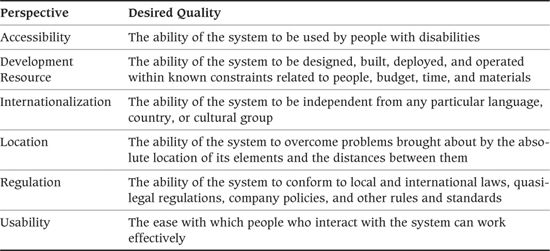 Perspective Desired Quality
Accessibility The ability of the system to be used by people with disabilities
Development The ability of the system to be designed, built, deployed, and operated
Resource within known constraints related to people, budget, time, and materials
Internationalization The ability of the system to be independent from any particular language,
country, or cultural group
Location The ability of the system to overcome problems brought about by the abso-
lute location of its elements and the distances between them
Regulation The ability of the system to conform to local and international laws, quasi-
legal regulations, company policies, and other rules and standards
Usability The ease with which people who interact with the system can work
effectively